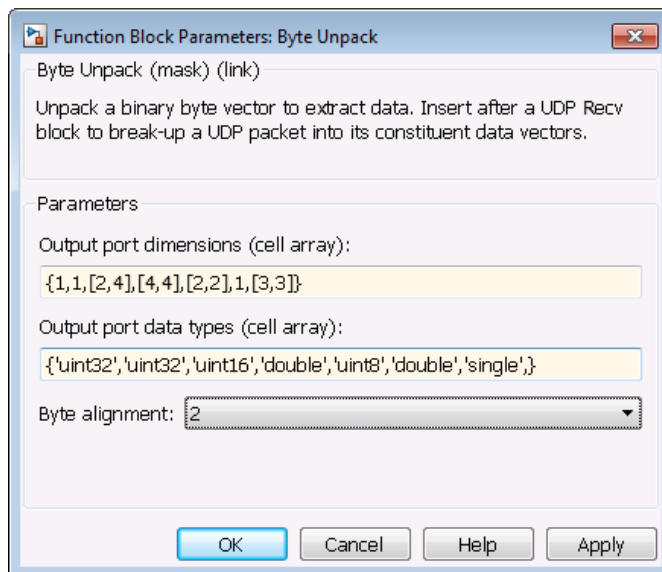 Function Block Parameters: Byte Unpack
Byte Unpack (mask) (link)
Unpack a binary byte vector to extract data. Insert after a UDP Recv
block to break-up a UDP packet into its constituent data vectors.
Parameters
Output port dimensions (cell array):
{1,1,[2,4],[4,4],[2,2],1,[3,3]}
Output port data types (cell array):
{'uint32','uint32','uint16','double','uint8','double','single',}
Byte alignment: 2
OK Cancel Help Apply